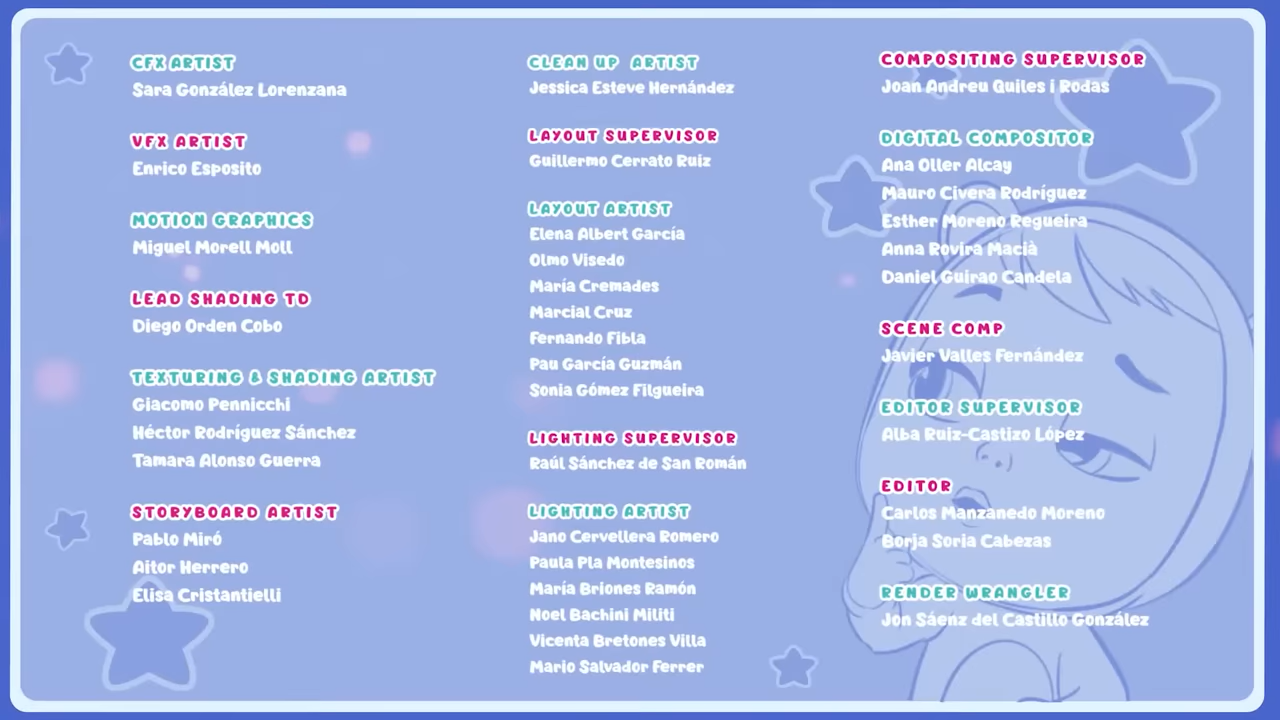 CFX ARTIST
Sara González Lorenzana
VFX ARTIST
Enrico Esposito
MOTION GRAPHICS
Miguel Morell Moll
LEAD SHADING TD
Diego Orden Cobo
TEXTURING & SHADING ARTIST
Giacomo Pennicchi
Héctor Rodríguez Sánchez
Tamara Alonso Guerra
STORYBOARD ARTIST
Pablo Miró
Aitor Herrero
Elisa Cristantielli
CLEAN UP ARTIST
Jessica Esteve Hernández
LAYOUT SUPERVISOR
Guillermo Cerrato Ruiz
LAYOUT ARTIST
Elena Albert García
Olmo Visedo
María Cremades
Marcial Cruz
Fernando Fibla
Pau García Guzmán
Sonia Gómez Filgueira
LIGHTING SUPERVISOR
Raúl Sánchez de San Román
LIGHTING ARTIST
Jano Cervellera Romero
Paula Pla Montesinos
María Briones Ramón
Noel Bachini Militi
Vicenta Bretones Villa
Mario Salvador Ferrer
COMPOSITING SUPERVISOR
Joan Andreu Quiles i Rodas
DIGITAL COMPOSITOR
Ana Oller Alcay
Mauro Civera Rodríguez
Esther Moreno Regueira
Anna Rovira Macià
Daniel Guirao Candela
SCENE COMP
Javier Valles Fernández
EDITOR SUPERVISOR
Alba Ruiz-Castizo López
EDITOR
Carlos Manzanedo Moreno
Borja Soria Cabezas
RENDER WRANGLER
Jon Sáenz del Castillo González